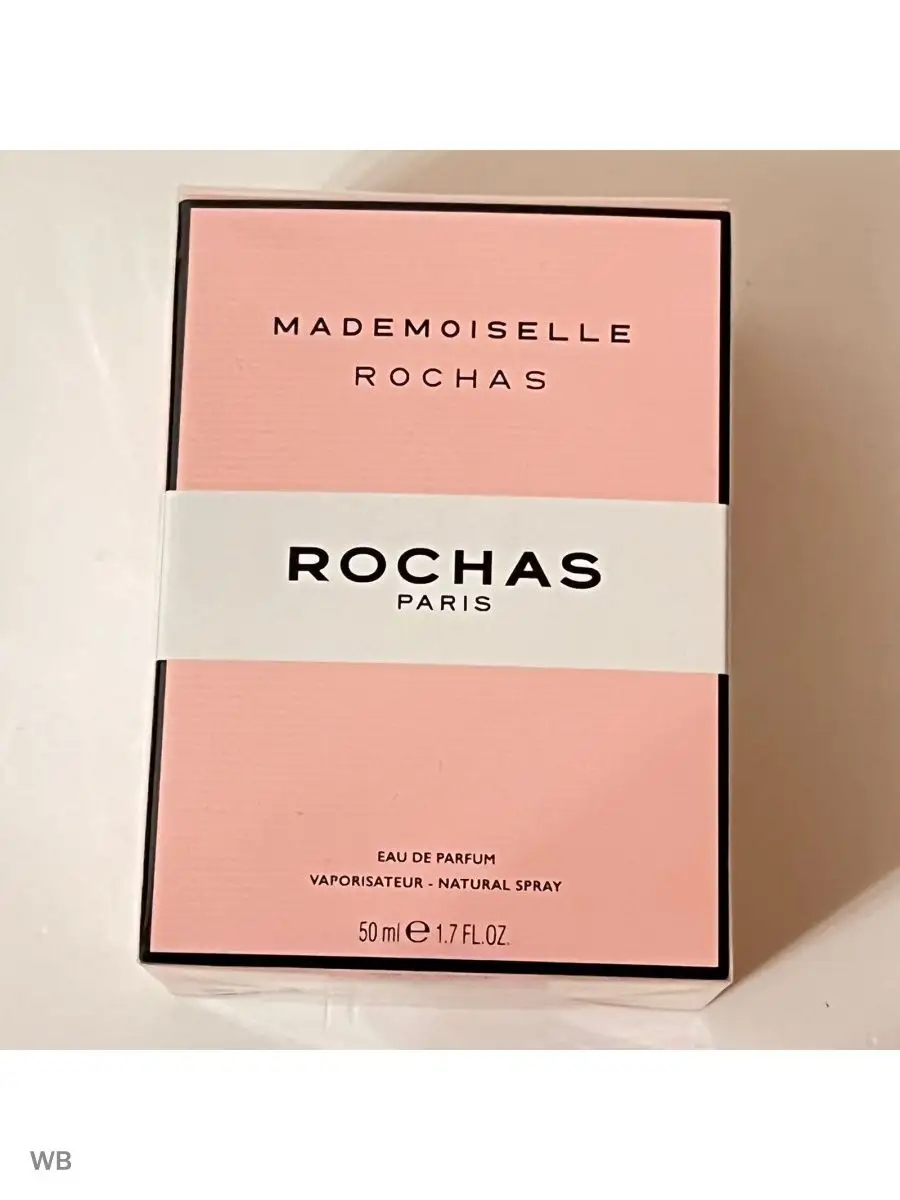 MADEMOISELLE
ROCHAS
ROCHAS
PARIS
EAU DE PARFUM
VAPORISATEUR - NATURAL SPRAY
50 ml ℮ 1.7 FL.OZ.
WB